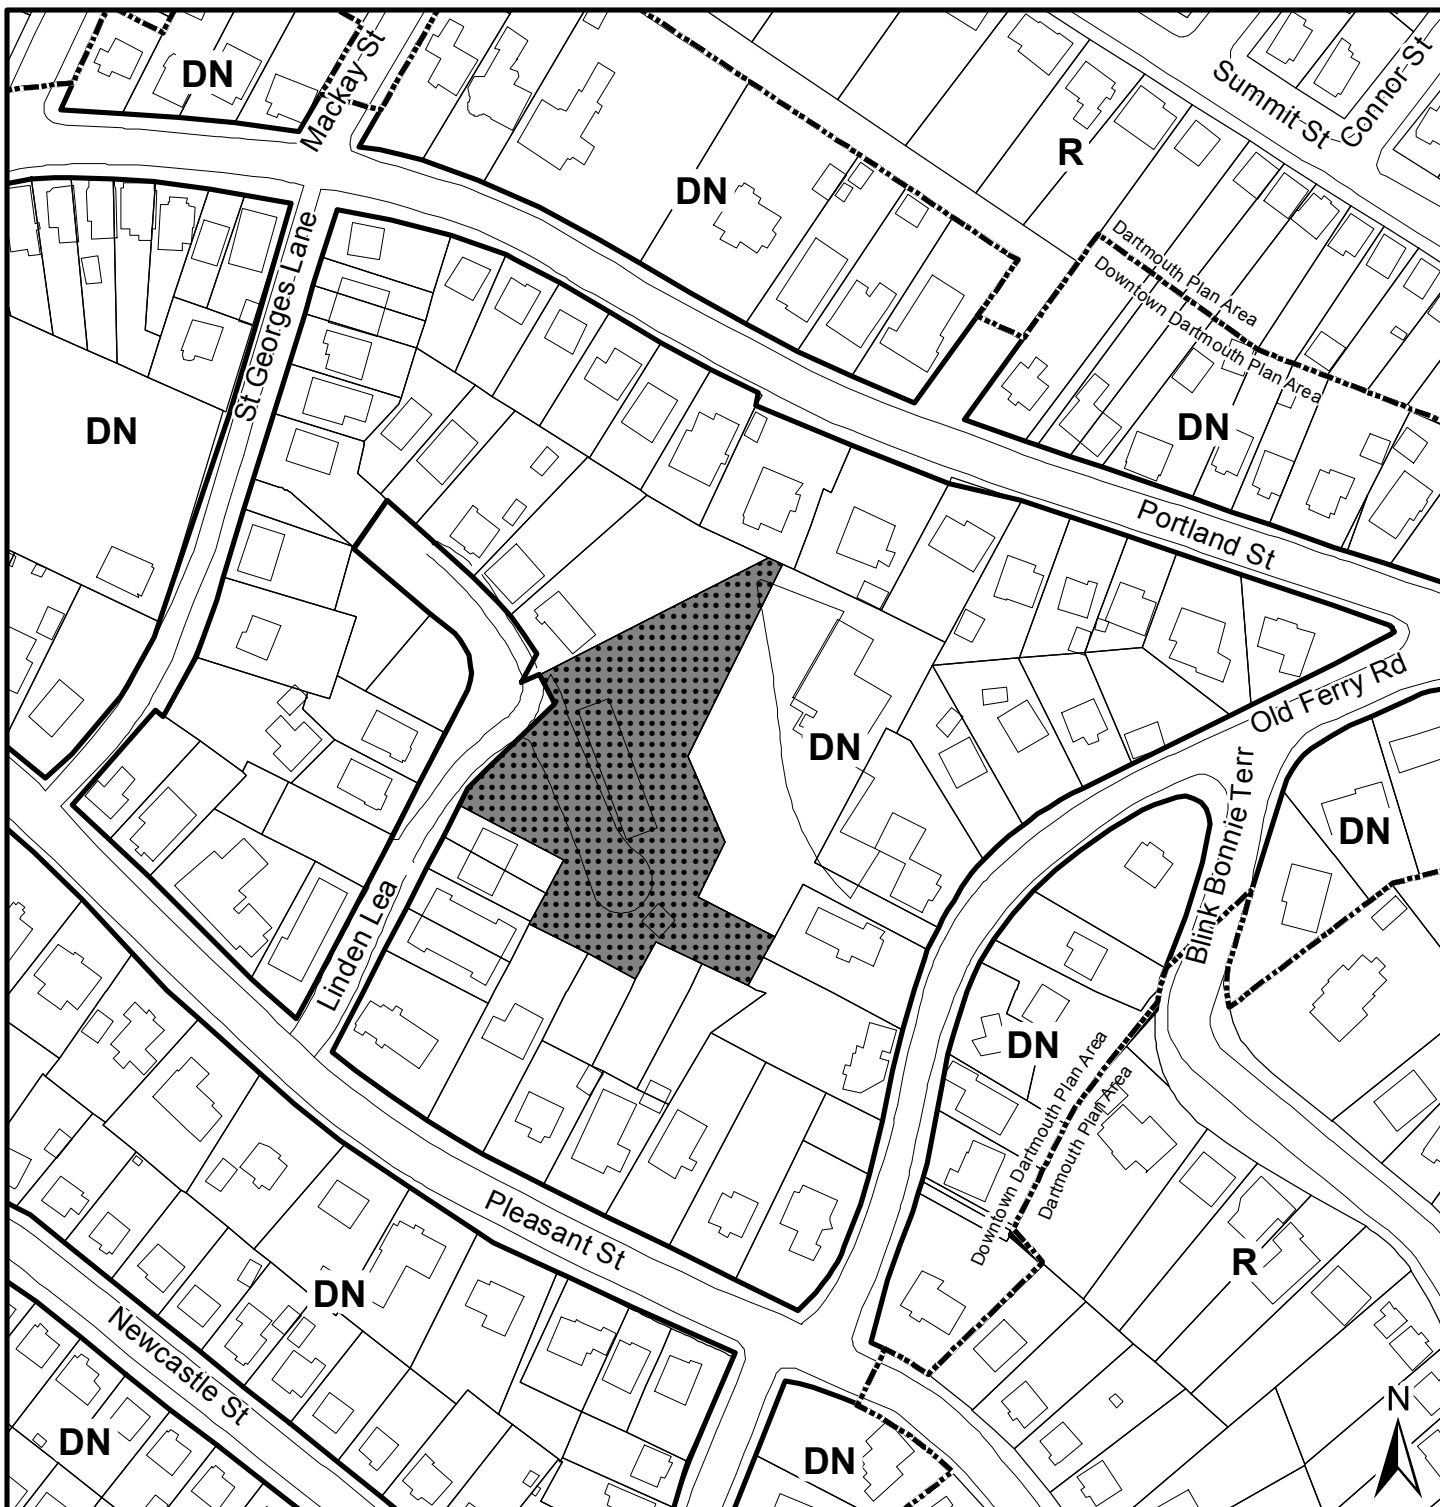 DN
Mackay St
Summit St
Connor St
R
DN
St Georges Lane
Dartmouth Plan Area
Downtown Dartmouth Plan Area
DN
DN
Portland St
Old Ferry Rd
DN
Blink Bonnie Terr
DN
Linden Lea
DN
Downtown Dartmouth Plan Area
Dartmouth Plan Area
Pleasant St
R
DN
Newcastle St
N
DN
DN